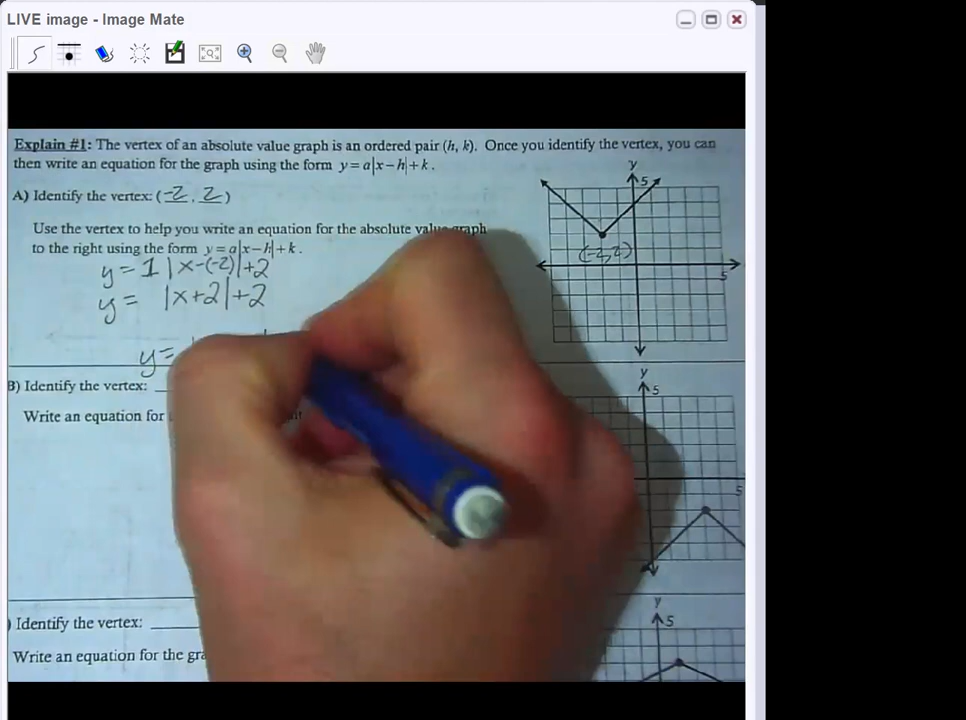 LIVE image - Image Mate
Explain #1: The vertex of an absolute value graph is an ordered pair (h, k). Once you identify the vertex, you can
then write an equation for the graph using the form y = a|x − h| + k.
A) Identify the vertex: (-2, 2)
Use the vertex to help you write an equation for the absolute value graph
to the right using the form y = a|x − h| + k.
y = 1 |x-(-2)|+2
y = |x+2|+2
y=
y
5
(-2,2)
5
B) Identify the vertex:
Write an equation for
y
5
5
) Identify the vertex:
Write an equation for the gra
y
5